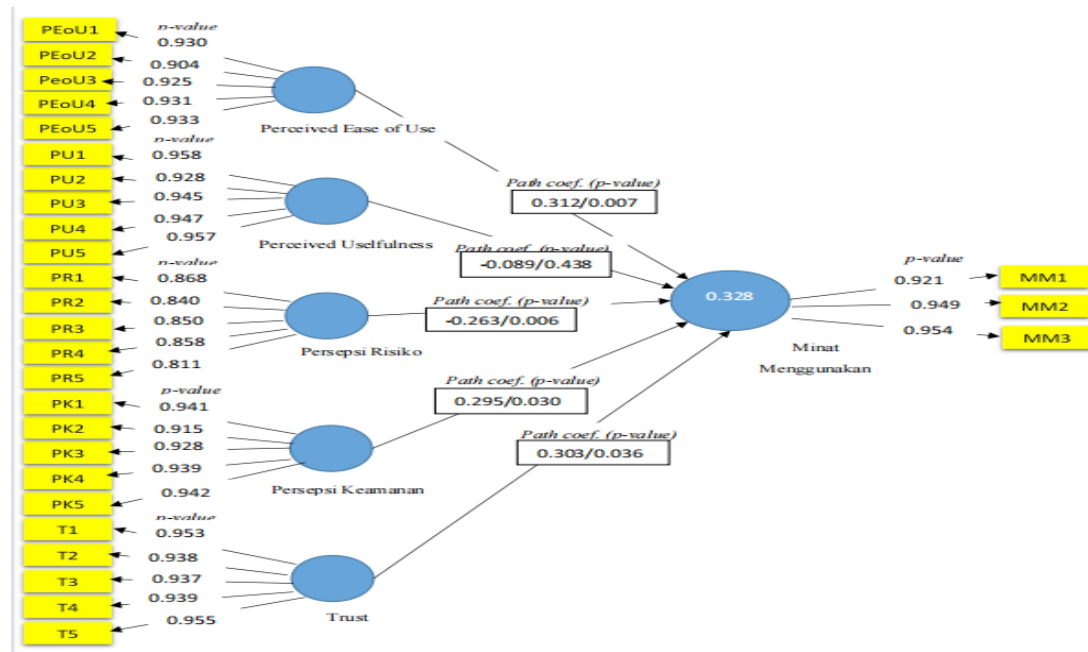 PEoU1
PEoU2
PeoU3
PEoU4
PEoU5
p-value
0.930
0.904
0.925
0.931
0.933
Perceived Ease of Use
PU1
PU2
PU3
PU4
PU5
p-value
0.958
0.928
0.945
0.947
0.957
Perceived Uselfulness
PR1
PR2
PR3
PR4
PR5
p-value
0.868
0.840
0.850
0.858
0.811
Persepsi Risiko
PK1
PK2
PK3
PK4
PK5
p-value
0.941
0.915
0.928
0.939
0.942
Persepsi Keamanan
T1
T2
T3
T4
T5
p-value
0.953
0.938
0.937
0.939
0.955
Trust
Path coef. (p-value)
0.312/0.007
Path coef. (p-value)
-0.089/0.438
Path coef. (p-value)
-0.263/0.006
Path coef. (p-value)
0.295/0.030
Path coef. (p-value)
0.303/0.036
0.328
Minat
Menggunakan
p-value
0.921
0.949
0.954
MM1
MM2
MM3